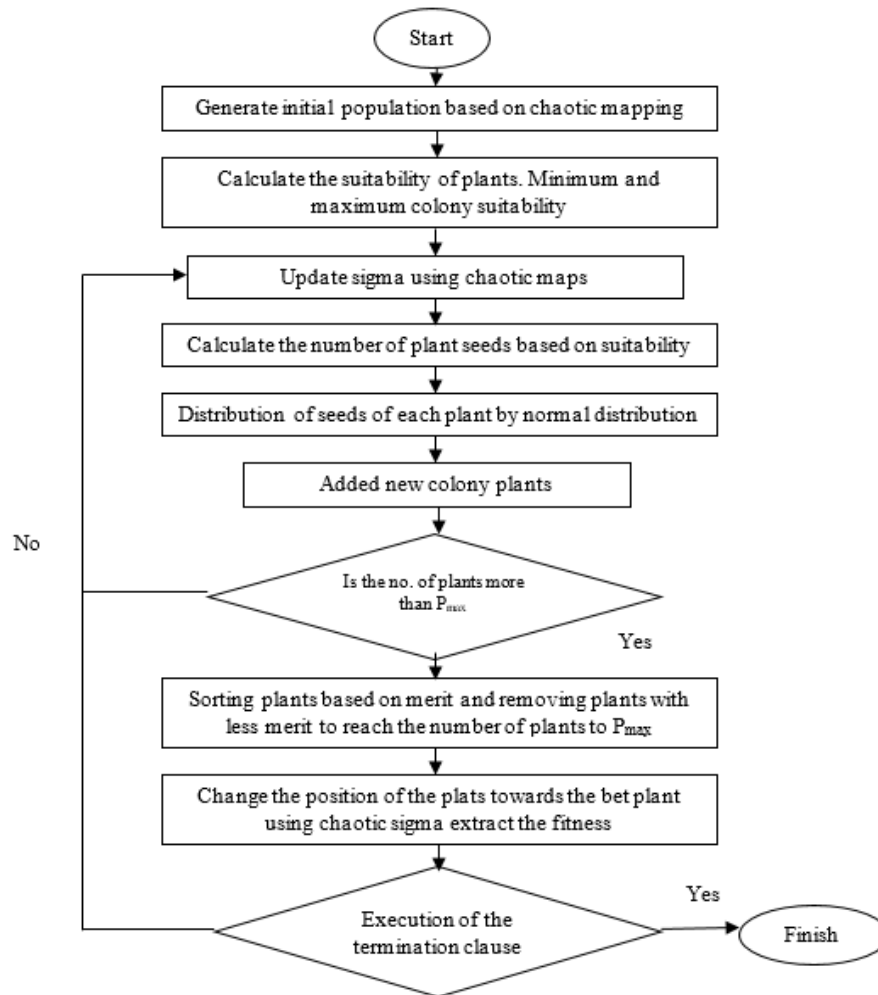 Start
Generate initial population based on chaotic mapping
Calculate the suitability of plants. Minimum and
maximum colony suitability
Update sigma using chaotic maps
Calculate the number of plant seeds based on suitability
Distribution of seeds of each plant by normal distribution
Added new colony plants
No
Is the no. of plants more
than Pmax
Yes
Sorting plants based on merit and removing plants with
less merit to reach the number of plants to Pmax
Change the position of the plats towards the bet plant
using chaotic sigma extract the fitness
Yes
Execution of the
termination clause
Finish